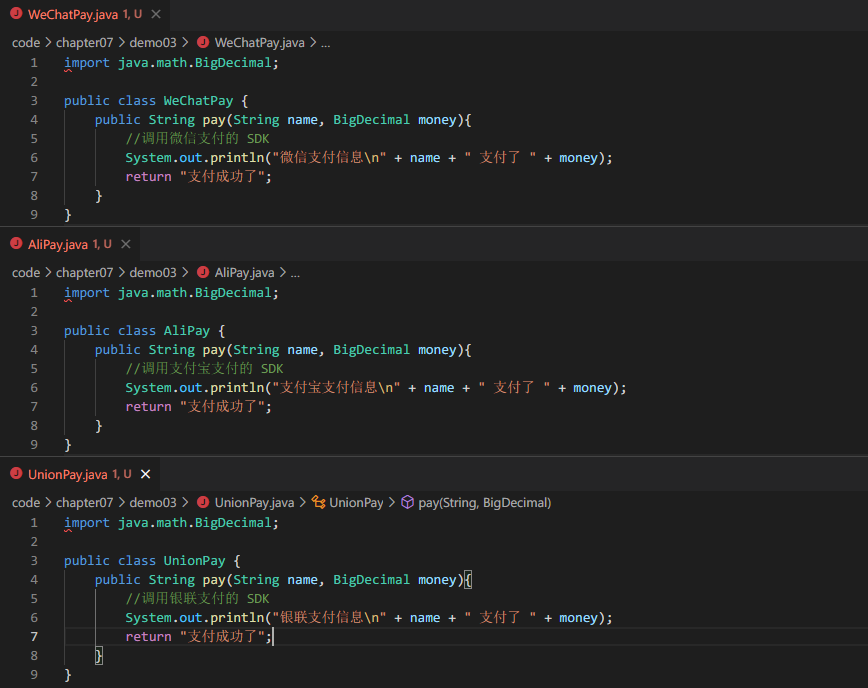 WeChatPay.java 1, U
code > chapter07 > demo03 > WeChatPay.java > ...
1 import java.math.BigDecimal;
2
3 public class WeChatPay {
4 public String pay(String name, BigDecimal money){
5 //调用微信支付的 SDK
6 System.out.println("微信支付信息\n" + name + " 支付了 " + money);
7 return "支付成功了";
8 }
9 }
AliPay.java 1, U
code > chapter07 > demo03 > AliPay.java > ...
1 import java.math.BigDecimal;
2
3 public class AliPay {
4 public String pay(String name, BigDecimal money){
5 //调用支付宝支付的 SDK
6 System.out.println("支付宝支付信息\n" + name + " 支付了 " + money);
7 return "支付成功了";
8 }
9 }
UnionPay.java 1, U
code > chapter07 > demo03 > UnionPay.java > UnionPay > pay(String, BigDecimal)
1 import java.math.BigDecimal;
2
3 public class UnionPay {
4 public String pay(String name, BigDecimal money){
5 //调用银联支付的 SDK
6 System.out.println("银联支付信息\n" + name + " 支付了 " + money);
7 return "支付成功了";
8 }
9 }